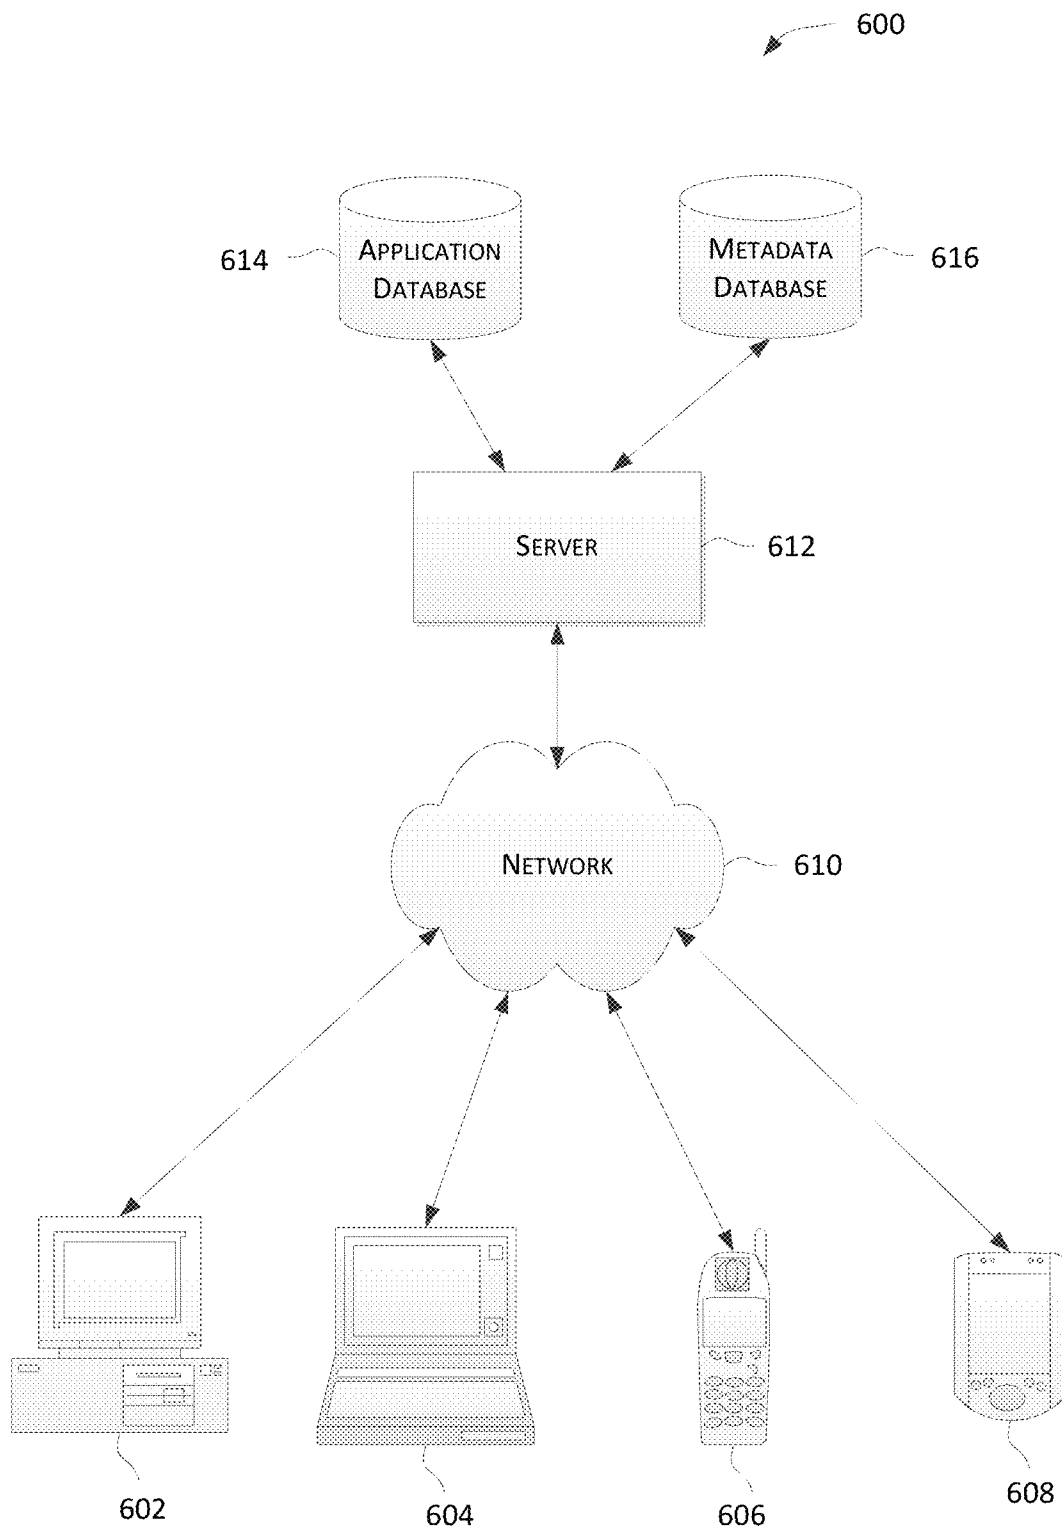 600
614
APPLICATION
DATABASE
METADATA
DATABASE
616
SERVER
612
NETWORK
610
602
604
606
608